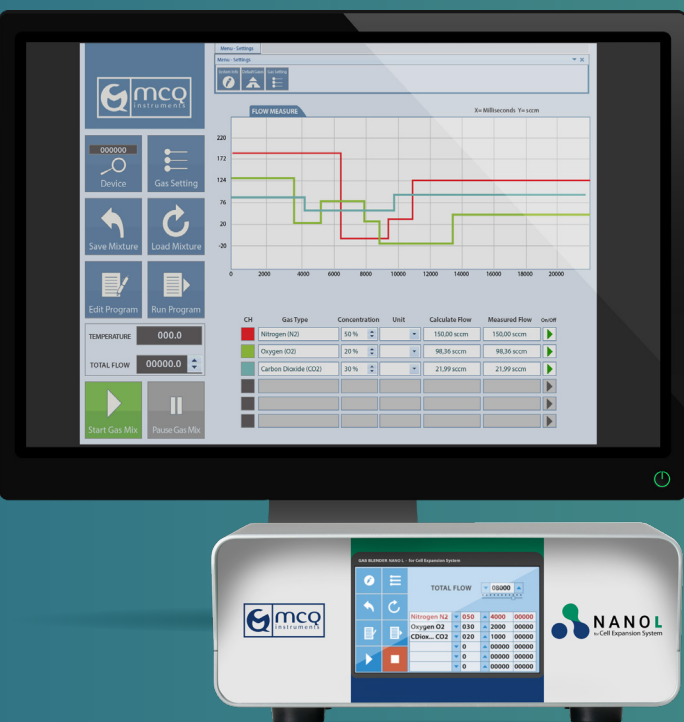 Menu - Settings
Menu - Settings
mcq
instruments
FLOW MEASURE
X= Milliseconds Y= sccm
220
172
124
76
20
-20
0 2000 4000 6000 8000 10000 12000 14000 16000 18000 20000
000000
Device
Gas Setting
Save Mixture
Load Mixture
Edit Program
Run Program
TEMPERATURE 000.0
TOTAL FLOW 00000.0
Start Gas Mix
Pause Gas Mix
CH Gas Type Concentration Unit Calculate Flow Measured Flow On/Off
Nitrogen (N2) 50 % 150,00 sccm 150,00 sccm
Oxygen (O2) 20 % 98,36 sccm 98,36 sccm
Carbon Dioxide (CO2) 30 % 21,99 sccm 21,99 sccm
GAS BLENDER NANO L - for Cell Expansion System
TOTAL FLOW 08000
Nitrogen N2 050 4000 00000
Oxygen O2 030 2000 00000
CDiox... CO2 020 1000 00000
0 00000 00000
0 00000 00000
0 00000 00000
mcq
instruments
NANOL
for Cell Expansion System